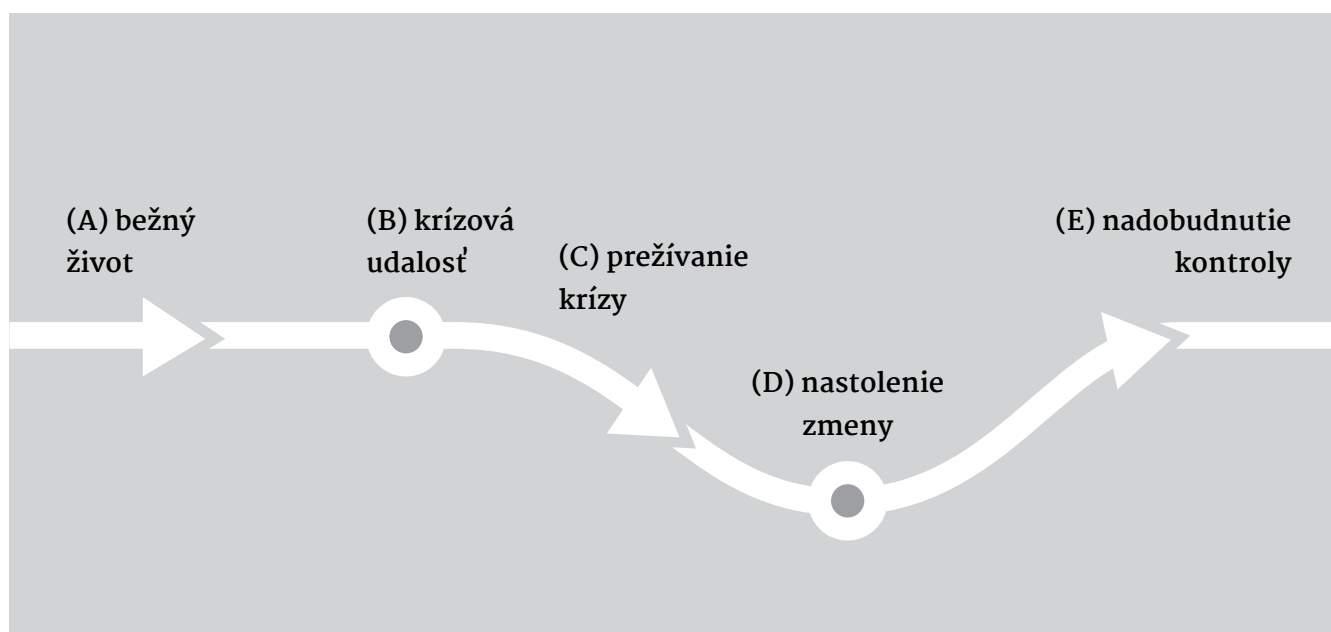 (A) bežný
život
(B) krízová
udalosť
(C) prežívanie
krízy
(D) nastolenie
zmeny
(E) nadobudnutie
kontroly